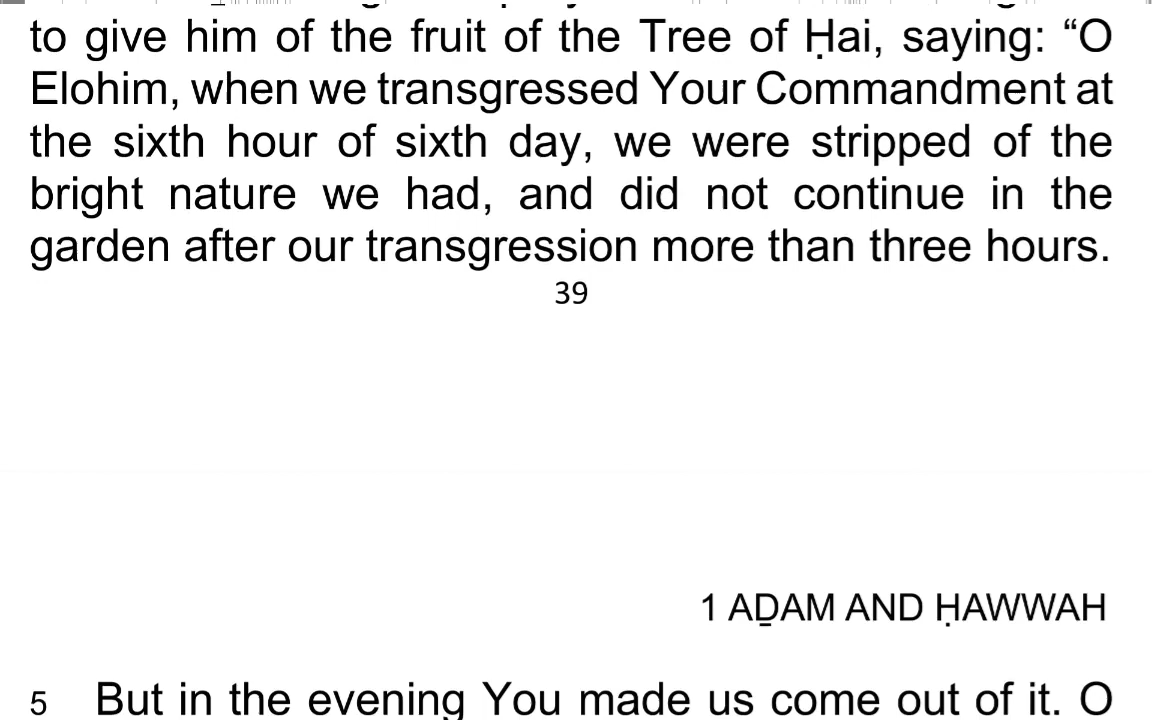 to give him of the fruit of the Tree of Ḥai, saying: “O
Elohim, when we transgressed Your Commandment at
the sixth hour of sixth day, we were stripped of the
bright nature we had, and did not continue in the
garden after our transgression more than three hours.
39
1 AḎAM AND ḤAWWAH
5 But in the evening You made us come out of it. O